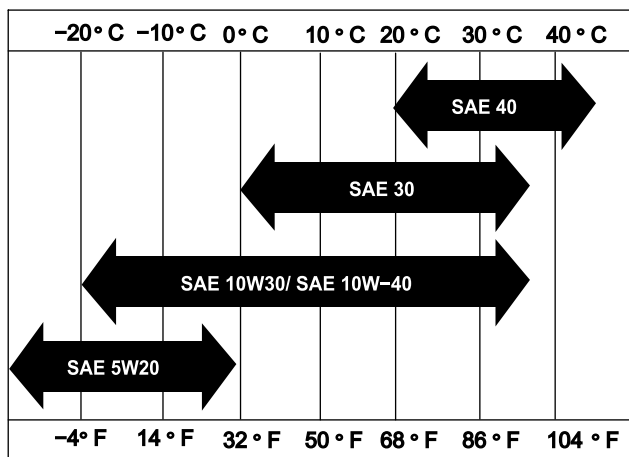 −20° C −10° C 0° C 10° C 20° C 30° C 40° C
SAE 40
SAE 30
SAE 10W30/ SAE 10W−40
SAE 5W20
−4° F 14° F 32° F 50° F 68° F 86° F 104° F